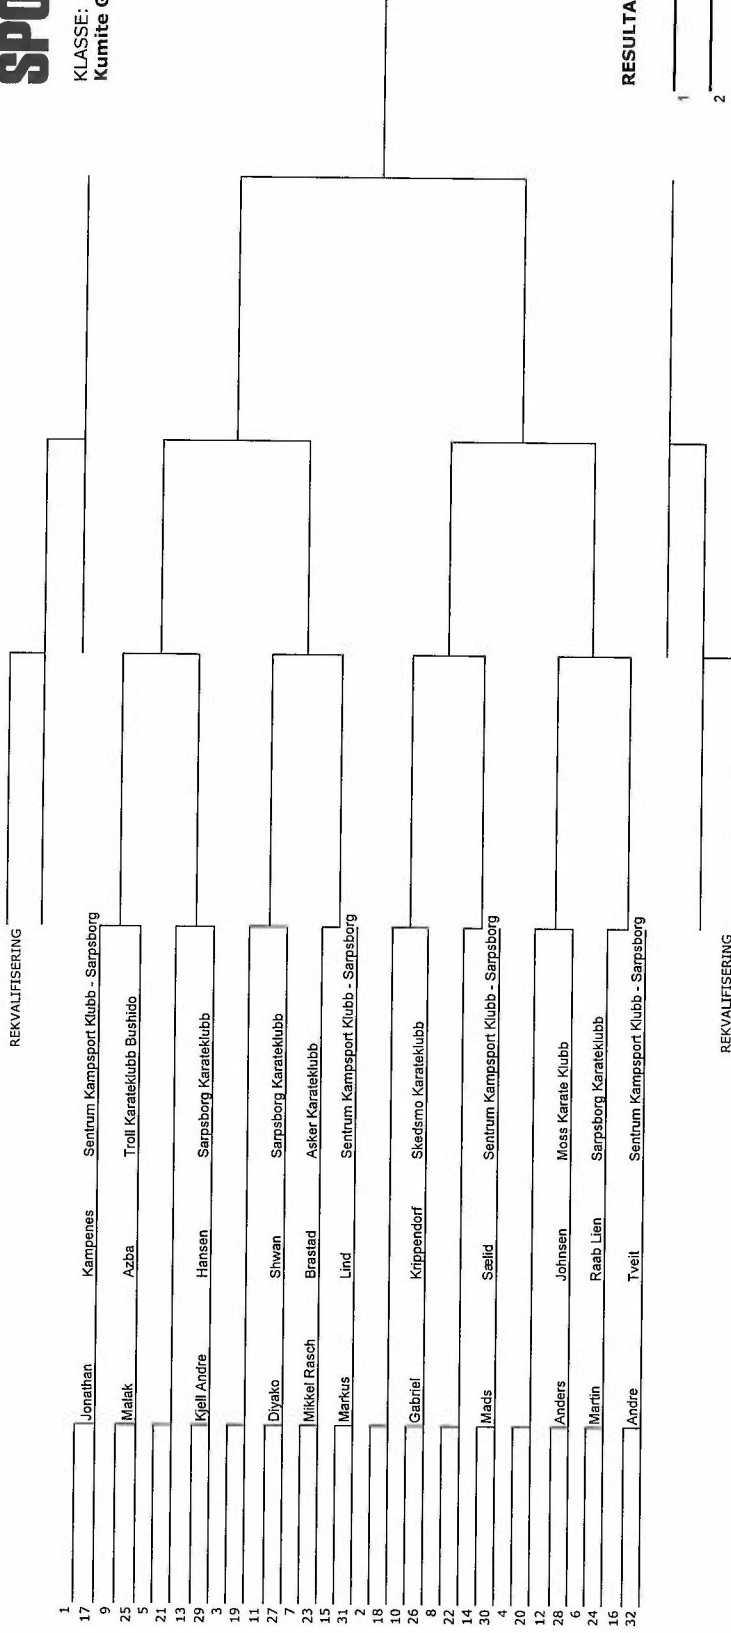 SPO
KLASSE:
Kumite G
REKVALIFISERING
1
17 Jonathan Kampenes Sentrum Kampsport Klubb - Sarpsborg
9
25 Malak Azba Troll Karateklubb Bushido
5
21
13
29 Kjell Andre Hansen Sarpsborg Karateklubb
3
19
11
27 Diyako Shwan Sarpsborg Karateklubb
7
23 Mikkel Rasch Brastad Asker Karateklubb
15
31 Markus Lind Sentrum Kampsport Klubb - Sarpsborg
2
18
10
26 Gabriel Krippendorf Skedsmo Karateklubb
8
22
14
30 Mads Sælid Sentrum Kampsport Klubb - Sarpsborg
4
20
12
28 Anders Johnsen Moss Karate Klubb
6
24 Martin Raab Lien Sarpsborg Karateklubb
16
32 Andre Tveit Sentrum Kampsport Klubb - Sarpsborg
RESULTA
1
2
REKVALIFISERING